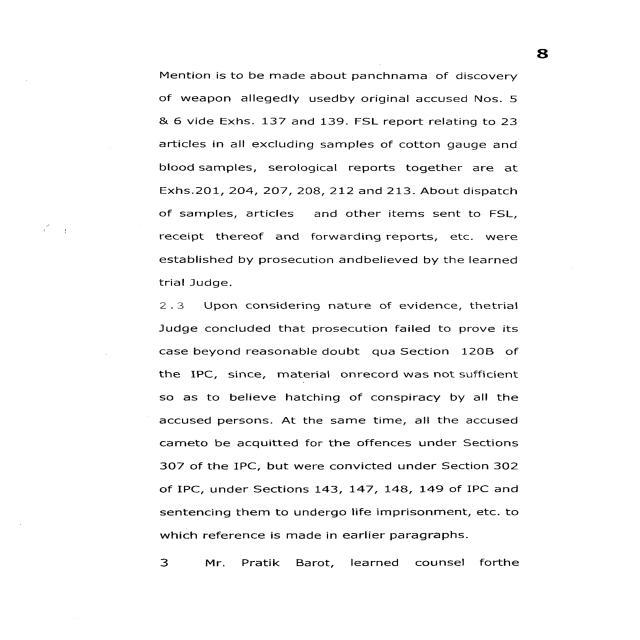 8
Mention is to be made about panchnama of discovery
of weapon allegedly usedby original accused Nos. 5
& 6 vide Exhs. 137 and 139. FSL report relating to 23
articles in all excluding samples of cotton gauge and
blood samples, serological reports together are at
Exhs.201, 204, 207, 208, 212 and 213. About dispatch
of samples, articles and other items sent to FSL,
receipt thereof and forwarding reports, etc. were
established by prosecution andbelieved by the learned
trial Judge.
2.3 Upon considering nature of evidence, thetrial
Judge concluded that prosecution failed to prove its
case beyond reasonable doubt qua Section 120B of
the IPC, since, material onrecord was not sufficient
so as to believe hatching of conspiracy by all the
accused persons. At the same time, all the accused
cameto be acquitted for the offences under Sections
307 of the IPC, but were convicted under Section 302
of IPC, under Sections 143, 147, 148, 149 of IPC and
sentencing them to undergo life imprisonment, etc. to
which reference is made in earlier paragraphs.
3 Mr. Pratik Barot, learned counsel forthe